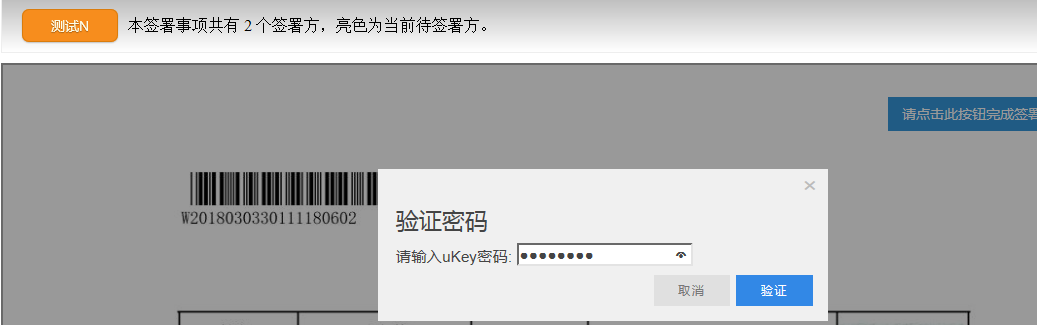 测试N
本签署事项共有 2 个签署方，亮色为当前待签署方。
请点击此按钮完成签署
W2018030330111180602
验证密码
请输入uKey密码:
取消
验证